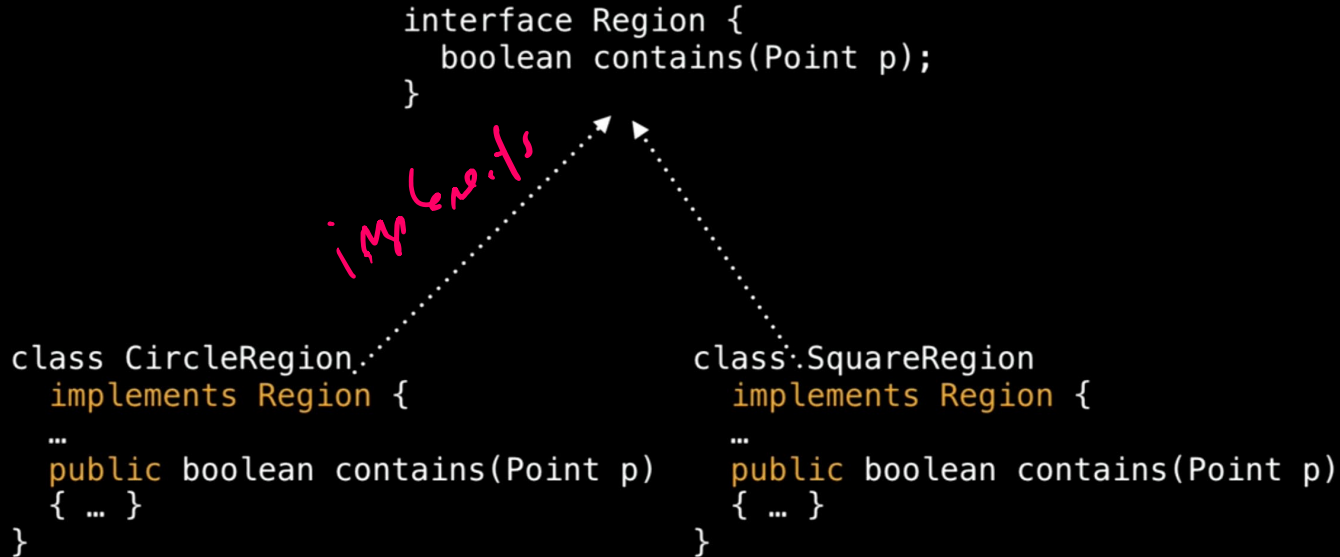 interface Region {
boolean contains(Point p);
}
implements
class CircleRegion
implements Region {
…
public boolean contains(Point p)
{ … }
}
class SquareRegion
implements Region {
…
public boolean contains(Point p)
{ … }
}